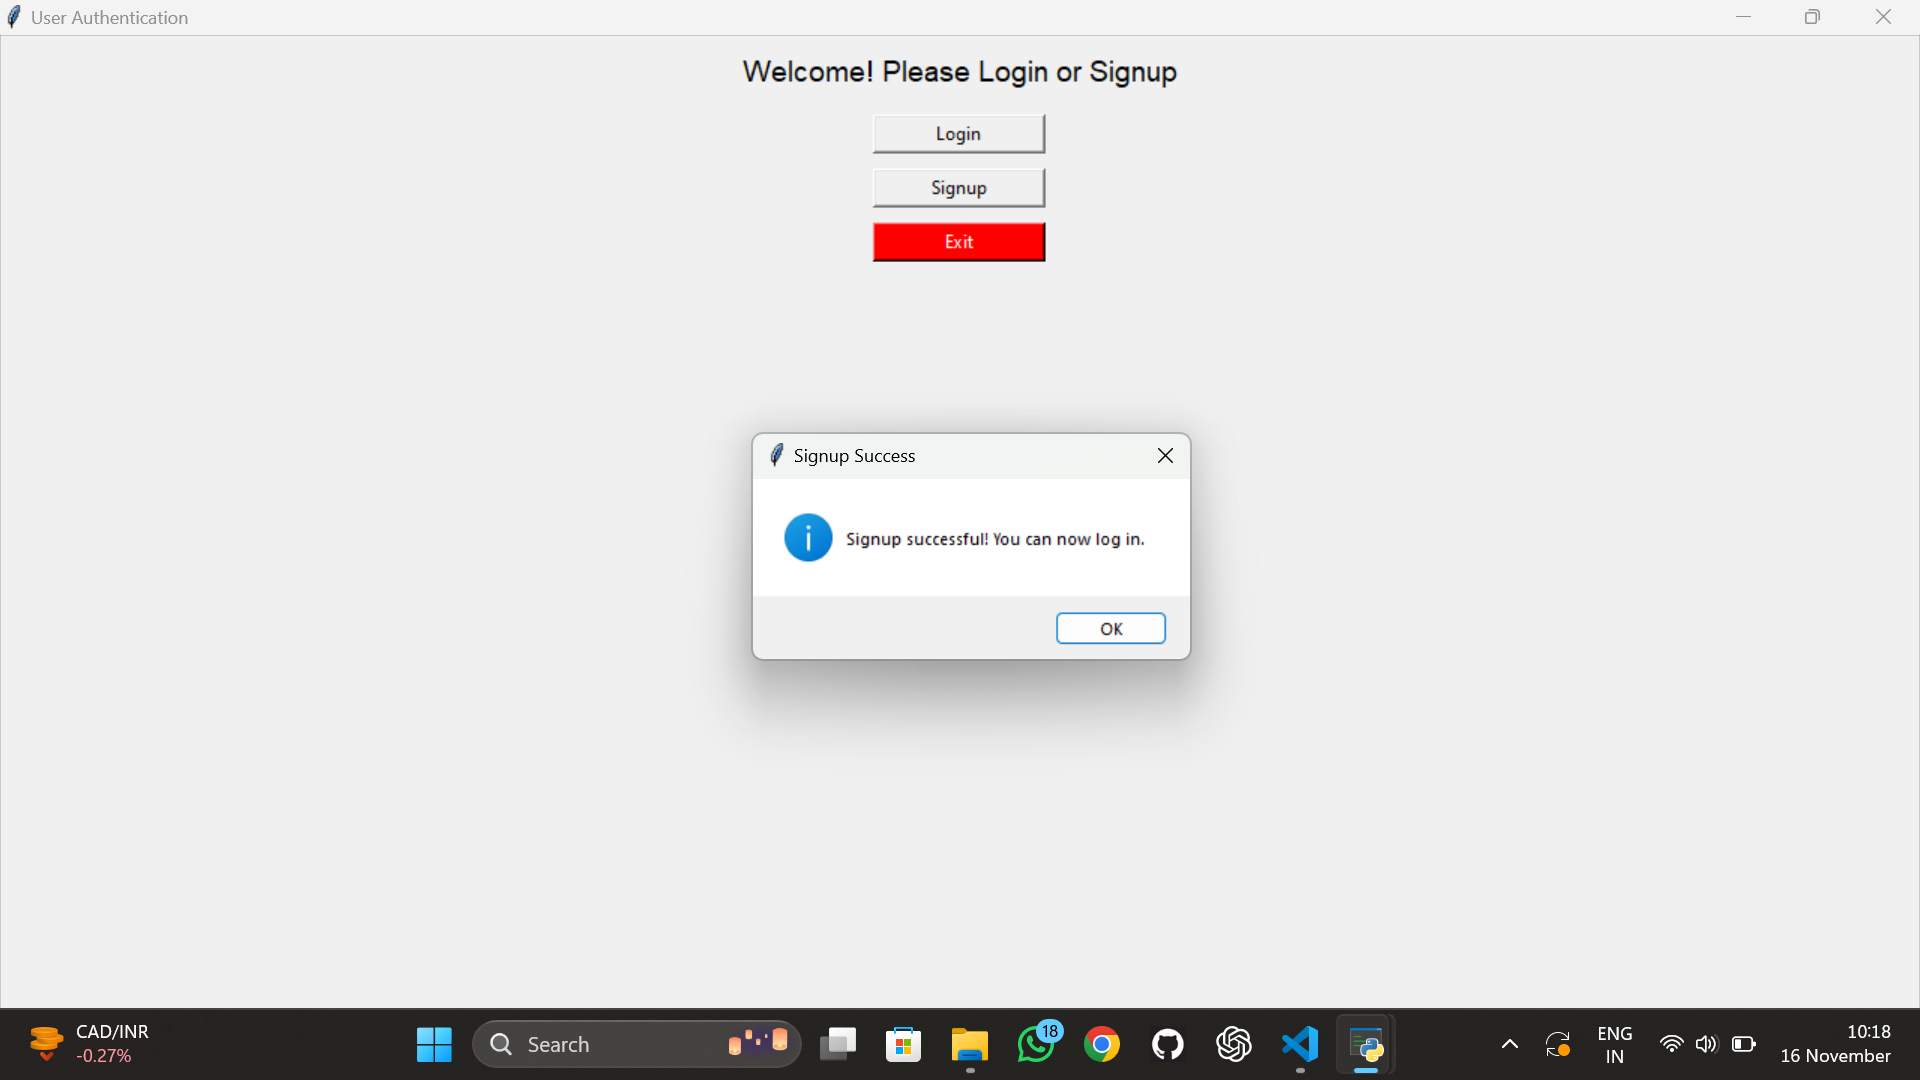 User Authentication
Welcome! Please Login or Signup
Login
Signup
Exit
Signup Success
Signup successful! You can now log in.
OK
CAD/INR
-0.27%
Search
18
ENG
IN
10:18
16 November